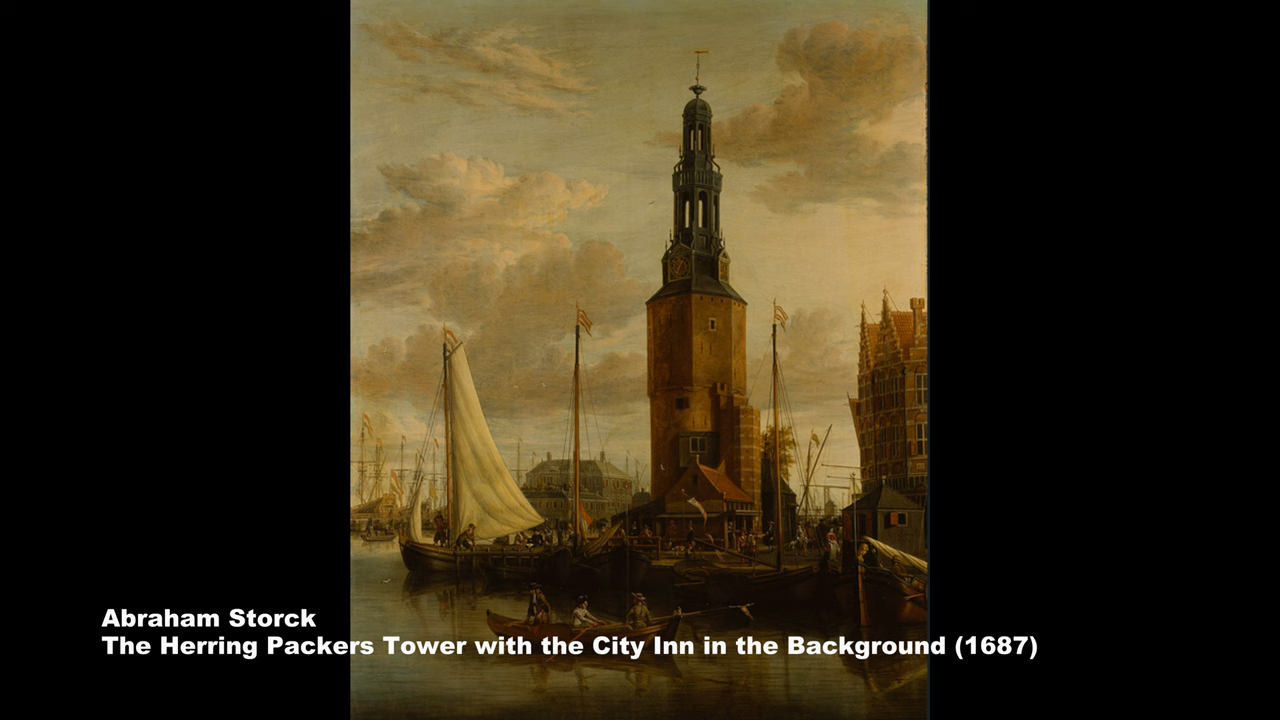 Abraham Storck
The Herring Packers Tower with the City Inn in the Background (1687)